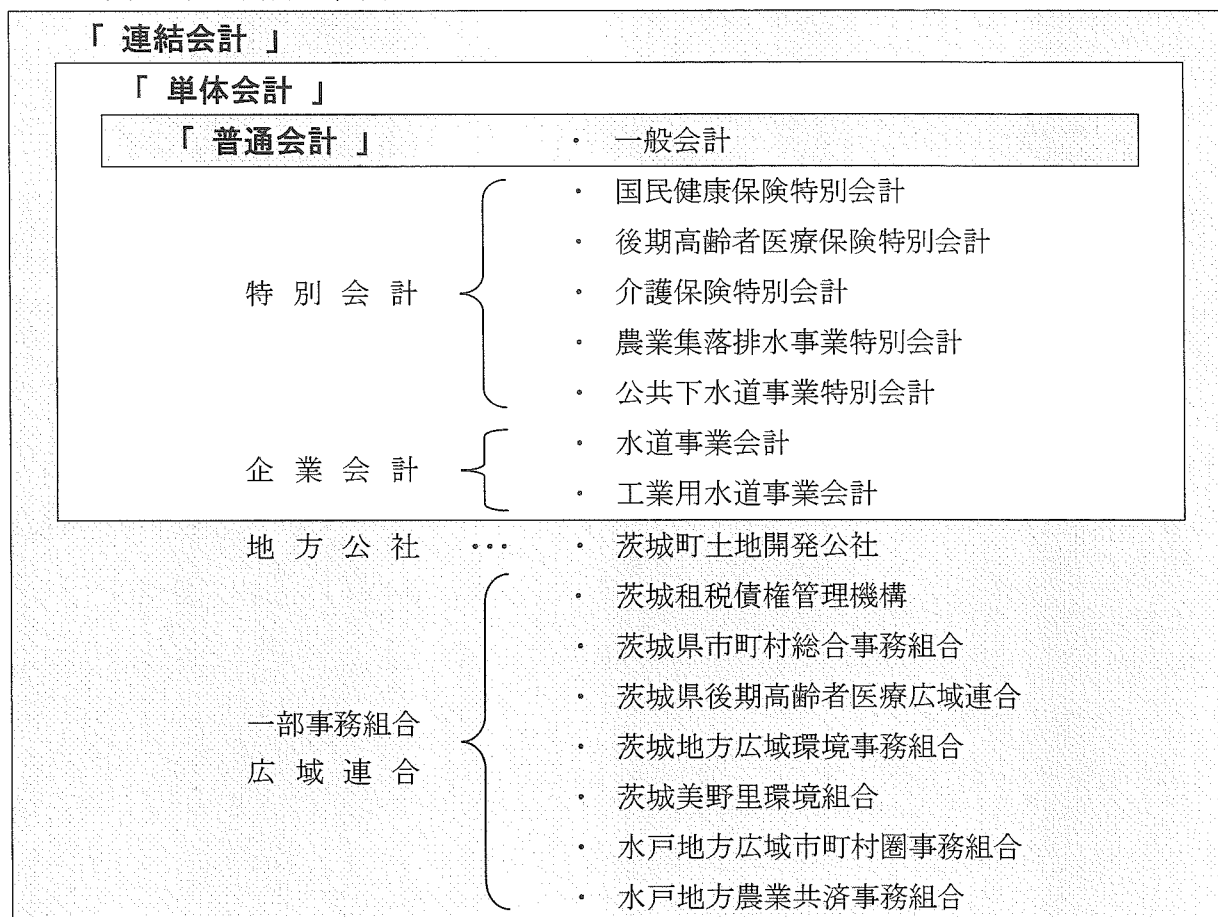 「 連結会計 」
「 単体会計 」
「 普通会計 」 ・ 一般会計
・ 国民健康保険特別会計
・ 後期高齢者医療保険特別会計
特 別 会 計 ・ 介護保険特別会計
・ 農業集落排水事業特別会計
・ 公共下水道事業特別会計
・ 水道事業会計
企 業 会 計
・ 工業用水道事業会計
地 方 公 社 … ・ 茨城町土地開発公社
・ 茨城租税債権管理機構
・ 茨城県市町村総合事務組合
・ 茨城県後期高齢者医療広域連合
一部事務組合
広 域 連 合
・ 茨城地方広域環境事務組合
・ 茨城美野里環境組合
・ 水戸地方広域市町村圏事務組合
・ 水戸地方農業共済事務組合